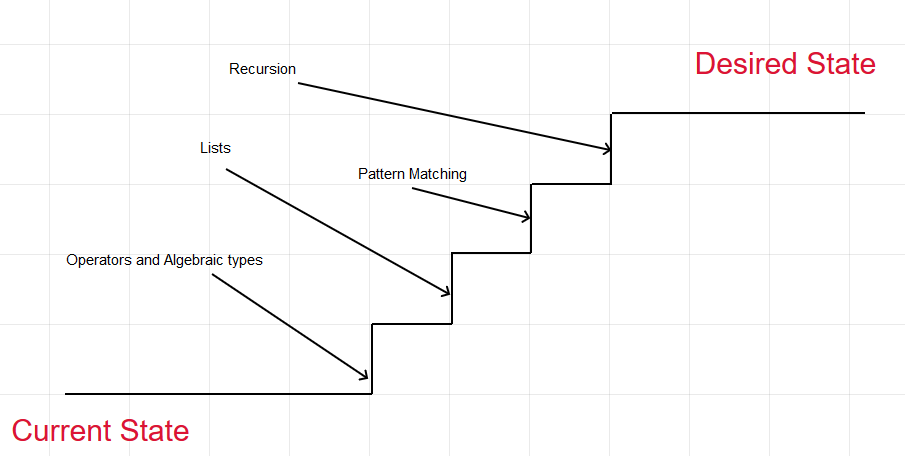 Desired State
Recursion
Lists
Pattern Matching
Operators and Algebraic types
Current State